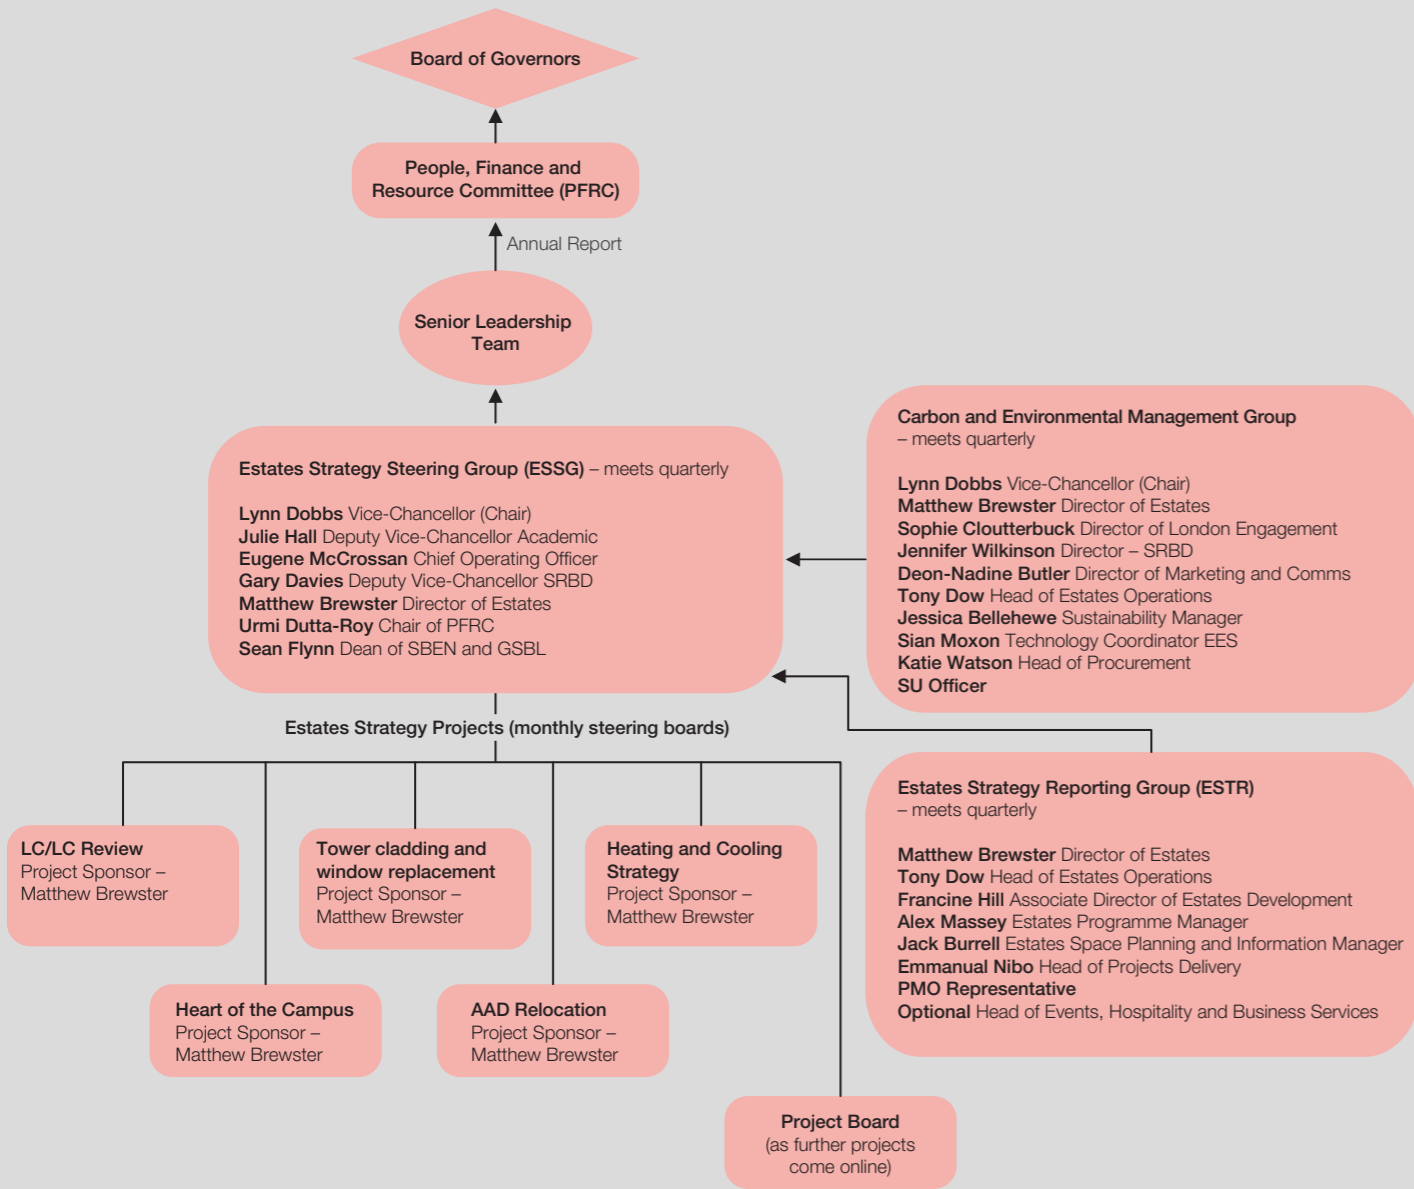 Board of Governors
People, Finance and
Resource Committee (PFRC)
Annual Report
Senior Leadership
Team
Estates Strategy Steering Group (ESSG) – meets quarterly
Lynn Dobbs Vice-Chancellor (Chair)
Julie Hall Deputy Vice-Chancellor Academic
Eugene McCrossan Chief Operating Officer
Gary Davies Deputy Vice-Chancellor SRBD
Matthew Brewster Director of Estates
Urmi Dutta-Roy Chair of PFRC
Sean Flynn Dean of SBEN and GSBL
Carbon and Environmental Management Group
– meets quarterly
Lynn Dobbs Vice-Chancellor (Chair)
Matthew Brewster Director of Estates
Sophie Cloutterbuck Director of London Engagement
Jennifer Wilkinson Director – SRBD
Deon-Nadine Butler Director of Marketing and Comms
Tony Dow Head of Estates Operations
Jessica Bellehewe Sustainability Manager
Sian Moxon Technology Coordinator EES
Katie Watson Head of Procurement
SU Officer
Estates Strategy Projects (monthly steering boards)
Estates Strategy Reporting Group (ESTR)
– meets quarterly
Matthew Brewster Director of Estates
Tony Dow Head of Estates Operations
Francine Hill Associate Director of Estates Development
Alex Massey Estates Programme Manager
Jack Burrell Estates Space Planning and Information Manager
Emmanual Nibo Head of Projects Delivery
PMO Representative
Optional Head of Events, Hospitality and Business Services
LC/LC Review
Project Sponsor –
Matthew Brewster
Tower cladding and
window replacement
Project Sponsor –
Matthew Brewster
Heating and Cooling
Strategy
Project Sponsor –
Matthew Brewster
Heart of the Campus
Project Sponsor –
Matthew Brewster
AAD Relocation
Project Sponsor –
Matthew Brewster
Project Board
(as further projects
come online)